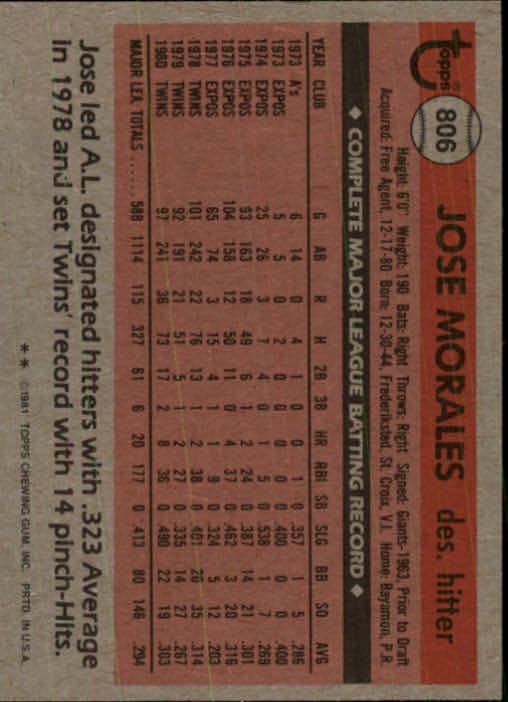 topps®
806
JOSE MORALES des. hitter
Height: 6'0" Weight: 190 Bats: Right Throws: Right Signed: Giants-1963, Prior to Draft
Acquired: Free Agent, 12-17-80 Born: 12-30-44, Frederiksted, St. Croix, V.I. Home: Bayamon, P.R.
◆ COMPLETE MAJOR LEAGUE BATTING RECORD ◆
YEAR CLUB G AB R H 2B 3B HR RBI SB SLG BB SO AVG
1973 A's 6 14 0 4 1 0 0 1 0 .357 1 5 .286
1973 EXPOS 5 5 0 2 0 0 0 0 0 .400 0 0 .400
1974 EXPOS 25 26 3 7 4 0 1 5 0 .538 1 7 .269
1975 EXPOS 93 163 18 49 6 1 2 24 0 .387 14 21 .301
1976 EXPOS 104 158 12 50 11 0 4 37 0 .462 3 20 .316
1977 EXPOS 65 74 3 15 4 1 1 9 0 .324 5 12 .203
1978 TWINS 101 242 22 76 13 1 2 38 0 .401 20 35 .314
1979 TWINS 92 191 21 51 5 1 2 27 0 .335 14 27 .267
1980 TWINS 97 241 36 73 17 2 8 36 0 .490 22 19 .303
MAJOR LEA. TOTALS ...... 588 1114 115 327 61 6 20 177 0 .413 80 146 .294
Jose led A.L. designated hitters with .323 Average
in 1978 and set Twins' record with 14 pinch-Hits.
** ©1981 TOPPS CHEWING GUM, INC. PRTD. IN U.S.A.